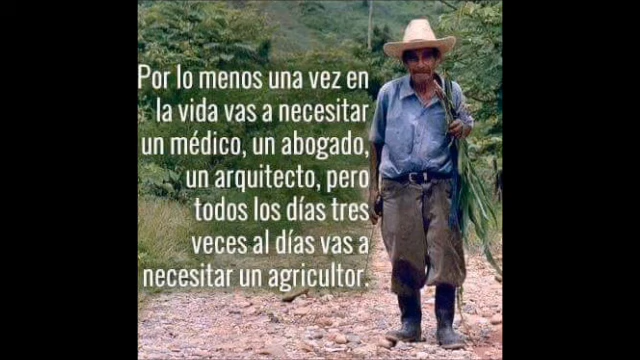 Por lo menos una vez en
la vida vas a necesitar
un médico, un abogado,
un arquitecto, pero
todos los días tres
veces al días vas a
necesitar un agricultor.